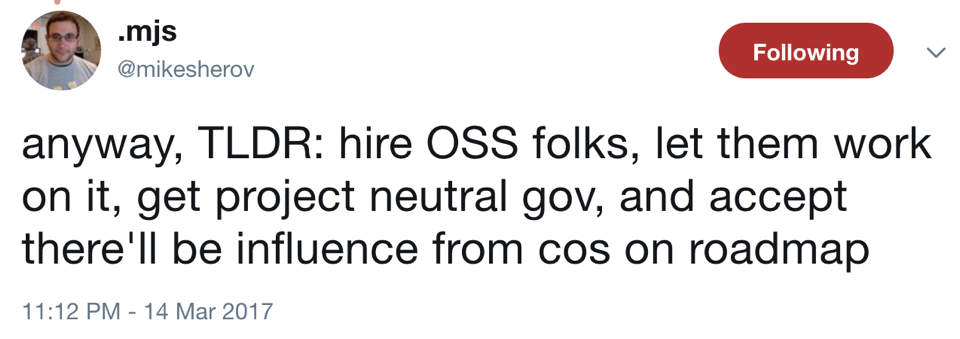 .mjs
@mikesherov
Following
anyway, TLDR: hire OSS folks, let them work
on it, get project neutral gov, and accept
there'll be influence from cos on roadmap
11:12 PM - 14 Mar 2017